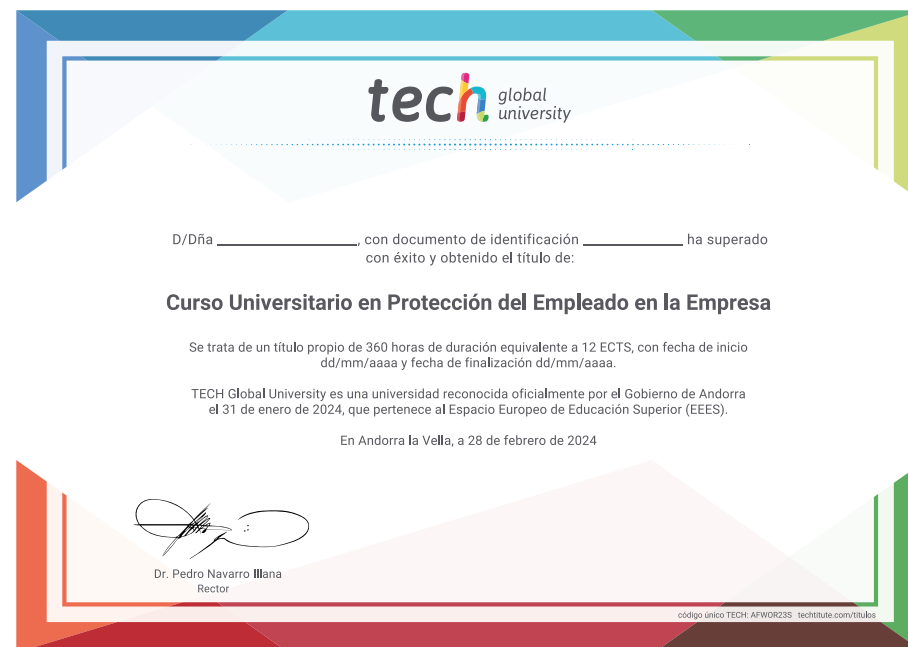 tech global university
D/Dña ____________________, con documento de identificación ______________ ha superado
con éxito y obtenido el título de:
Curso Universitario en Protección del Empleado en la Empresa
Se trata de un título propio de 360 horas de duración equivalente a 12 ECTS, con fecha de inicio
dd/mm/aaaa y fecha de finalización dd/mm/aaaa.
TECH Global University es una universidad reconocida oficialmente por el Gobierno de Andorra
el 31 de enero de 2024, que pertenece al Espacio Europeo de Educación Superior (EEES).
En Andorra la Vella, a 28 de febrero de 2024
Dr. Pedro Navarro Illana
Rector
código único TECH: AFWOR23S techtitute.com/titulos